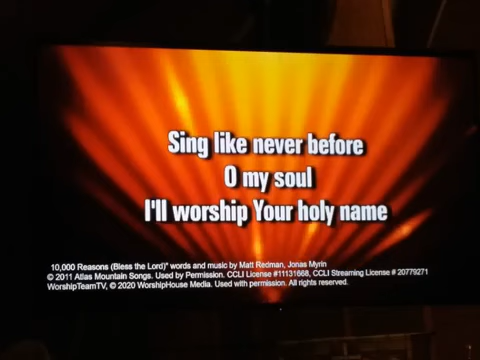 Sing like never before
O my soul
I'll worship Your holy name
10,000 Reasons (Bless the Lord)" words and music by Matt Redman, Jonas Myrin
© 2011 Atlas Mountain Songs. Used by Permission. CCLI License #11131668, CCLI Streaming License # 20779271
WorshipTeamTV, © 2020 WorshipHouse Media. Used with permission. All rights reserved.